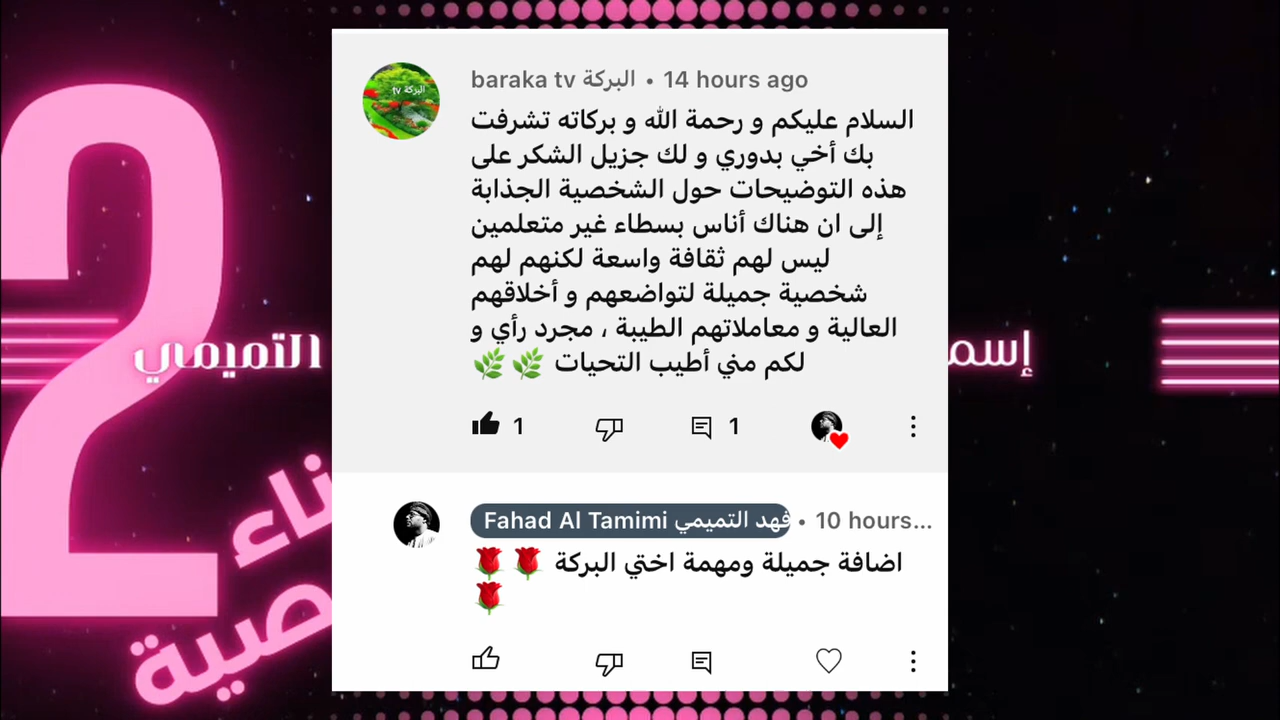 baraka tv البركة • 14 hours ago
البركة tv
السلام عليكم و رحمة الله و بركاته تشرفت
بك أخي بدوري و لك جزيل الشكر على
هذه التوضيحات حول الشخصية الجذابة
إلى ان هناك أناس بسطاء غير متعلمين
ليس لهم ثقافة واسعة لكنهم لهم
شخصية جميلة لتواضعهم و أخلاقهم
العالية و معاملاتهم الطيبة ، مجرد رأي و
لكم مني أطيب التحيات 🌿🌿
1 1
Fahad Al Tamimi فهد التميمي • 10 hours...
اضافة جميلة ومهمة اختي البركة 🌹🌹
🌹
2
التميمي